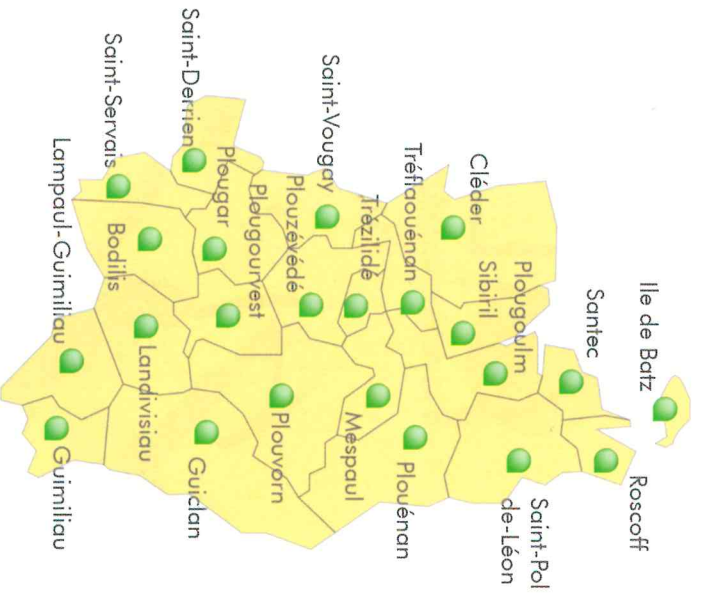 Ile de Batz
Roscoff
Santec
Saint-Pol
de-Léon
Plougoulm
Sibiril
Cléder
Tréflaouénan
Plouénan
Trézilidé
Mespaul
Saint-Vougay
Plouzévédé
Plouvorn
Plougourvest
Plougar
Saint-Derrien
Guiclan
Landivisiau
Bodilis
Saint-Servais
Lampaul-Guimiliau
Guimiliau